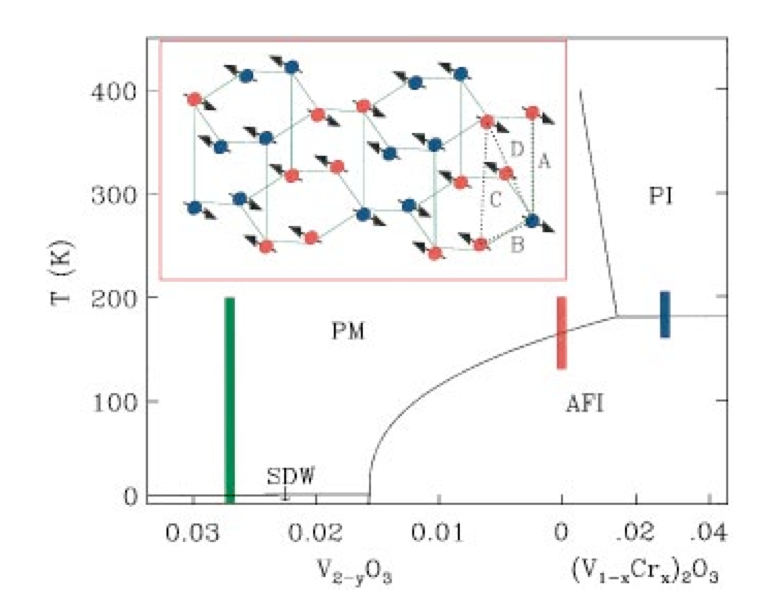 400
300
200
100
0
T (K)
D
A
C
B
PI
PM
AFI
SDW
0.03
0.02
0.01
0
.02
.04
V₂₋yO₃
(V₁₋ₓCrₓ)₂O₃